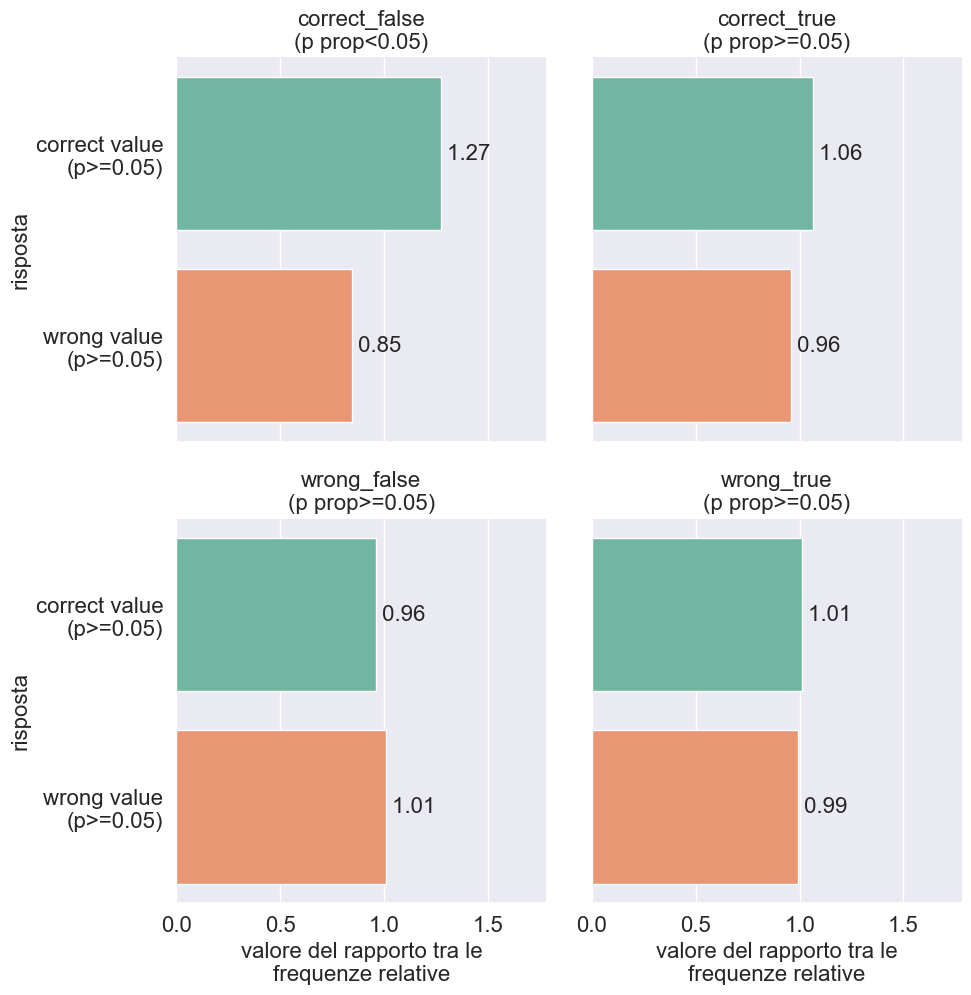 correct_false
(p prop<0.05)
correct_true
(p prop>=0.05)
risposta
correct value
(p>=0.05)
1.27
1.06
wrong value
(p>=0.05)
0.85
0.96
wrong_false
(p prop>=0.05)
wrong_true
(p prop>=0.05)
risposta
correct value
(p>=0.05)
0.96
1.01
wrong value
(p>=0.05)
1.01
0.99
0.0 0.5 1.0 1.5
0.0 0.5 1.0 1.5
valore del rapporto tra le
frequenze relative
valore del rapporto tra le
frequenze relative